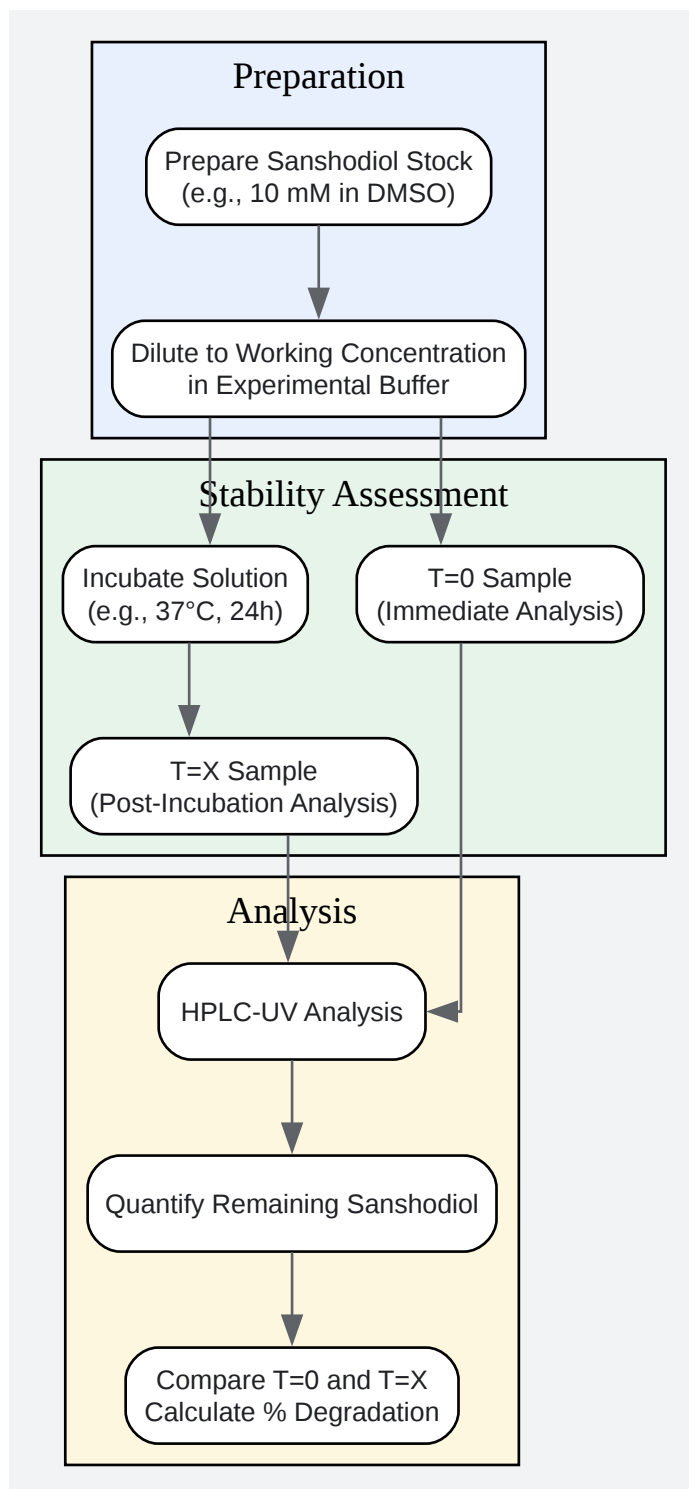 Preparation
Prepare Sanshodiol Stock
(e.g., 10 mM in DMSO)
Dilute to Working Concentration
in Experimental Buffer
Stability Assessment
Incubate Solution
(e.g., 37°C, 24h)
T=0 Sample
(Immediate Analysis)
T=X Sample
(Post-Incubation Analysis)
Analysis
HPLC-UV Analysis
Quantify Remaining Sanshodiol
Compare T=0 and T=X
Calculate % Degradation